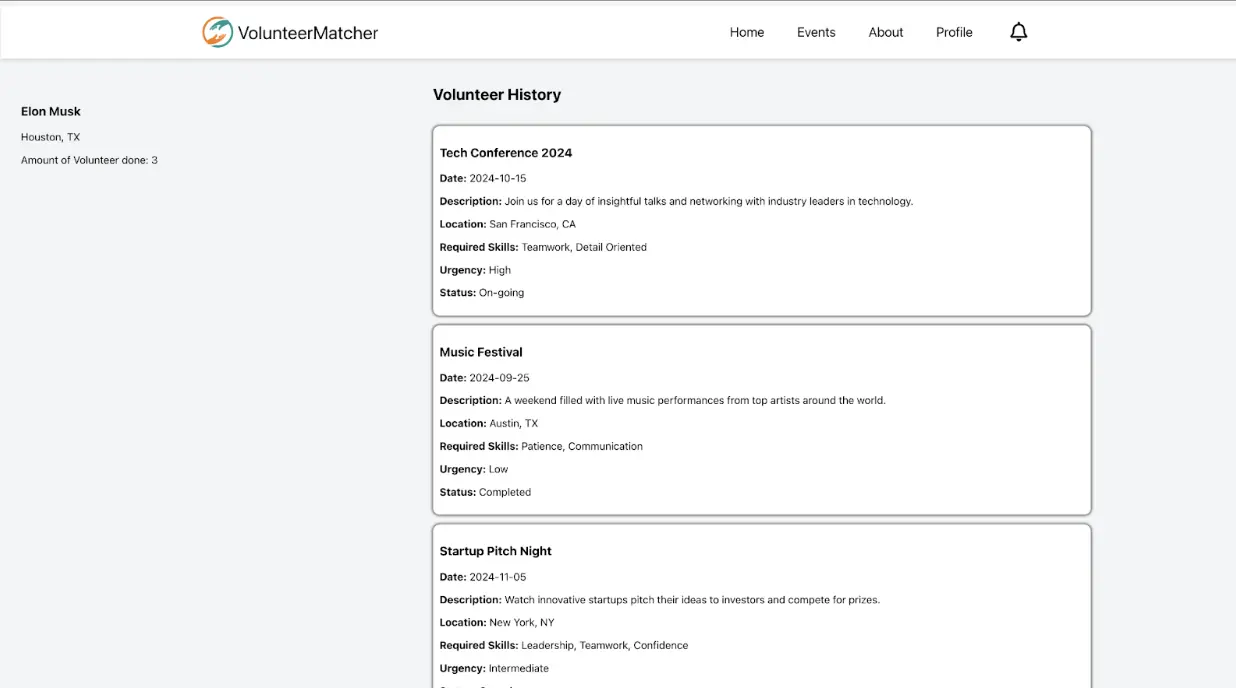 VolunteerMatcher
Home Events About Profile
Elon Musk
Houston, TX
Amount of Volunteer done: 3
Volunteer History
Tech Conference 2024
Date: 2024-10-15
Description: Join us for a day of insightful talks and networking with industry leaders in technology.
Location: San Francisco, CA
Required Skills: Teamwork, Detail Oriented
Urgency: High
Status: On-going
Music Festival
Date: 2024-09-25
Description: A weekend filled with live music performances from top artists around the world.
Location: Austin, TX
Required Skills: Patience, Communication
Urgency: Low
Status: Completed
Startup Pitch Night
Date: 2024-11-05
Description: Watch innovative startups pitch their ideas to investors and compete for prizes.
Location: New York, NY
Required Skills: Leadership, Teamwork, Confidence
Urgency: Intermediate